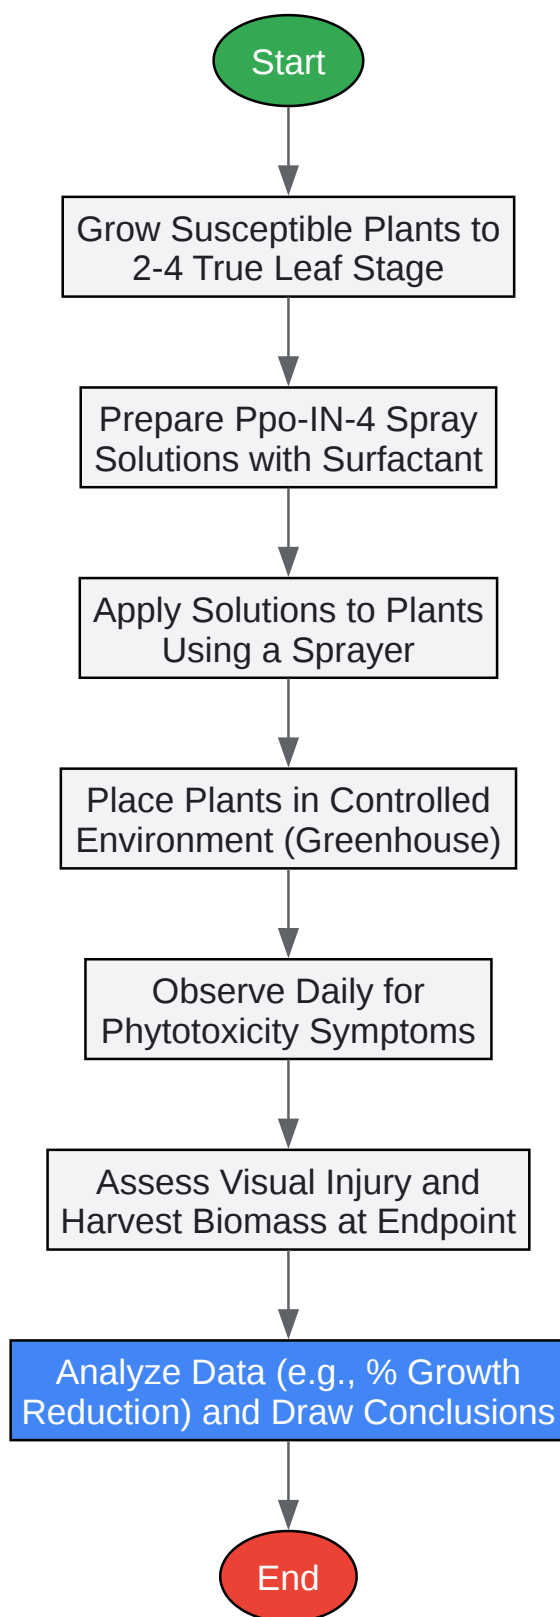 Start
Grow Susceptible Plants to
2-4 True Leaf Stage
Prepare Ppo-IN-4 Spray
Solutions with Surfactant
Apply Solutions to Plants
Using a Sprayer
Place Plants in Controlled
Environment (Greenhouse)
Observe Daily for
Phytotoxicity Symptoms
Assess Visual Injury and
Harvest Biomass at Endpoint
Analyze Data (e.g., % Growth
Reduction) and Draw Conclusions
End